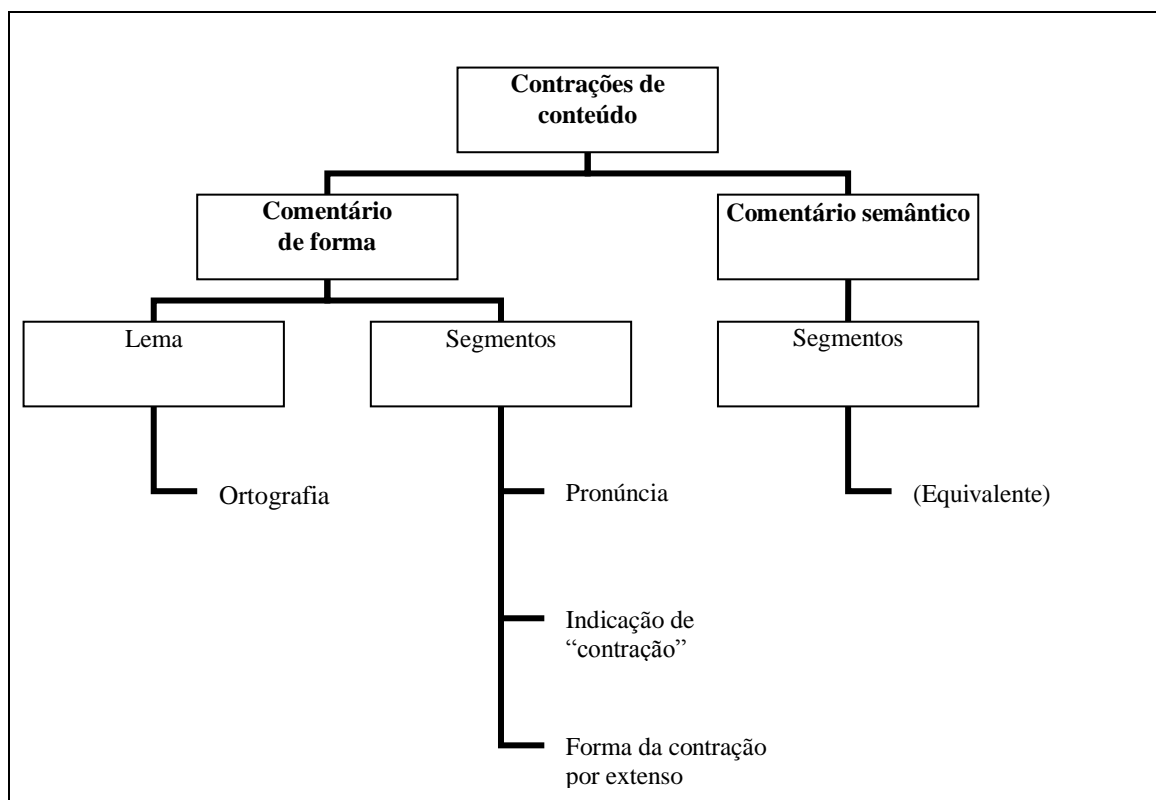 Contrações de
conteúdo
Comentário
de forma
Comentário semântico
Lema
Segmentos
Segmentos
Ortografia
Pronúncia
(Equivalente)
Indicação de
“contração”
Forma da contração
por extenso